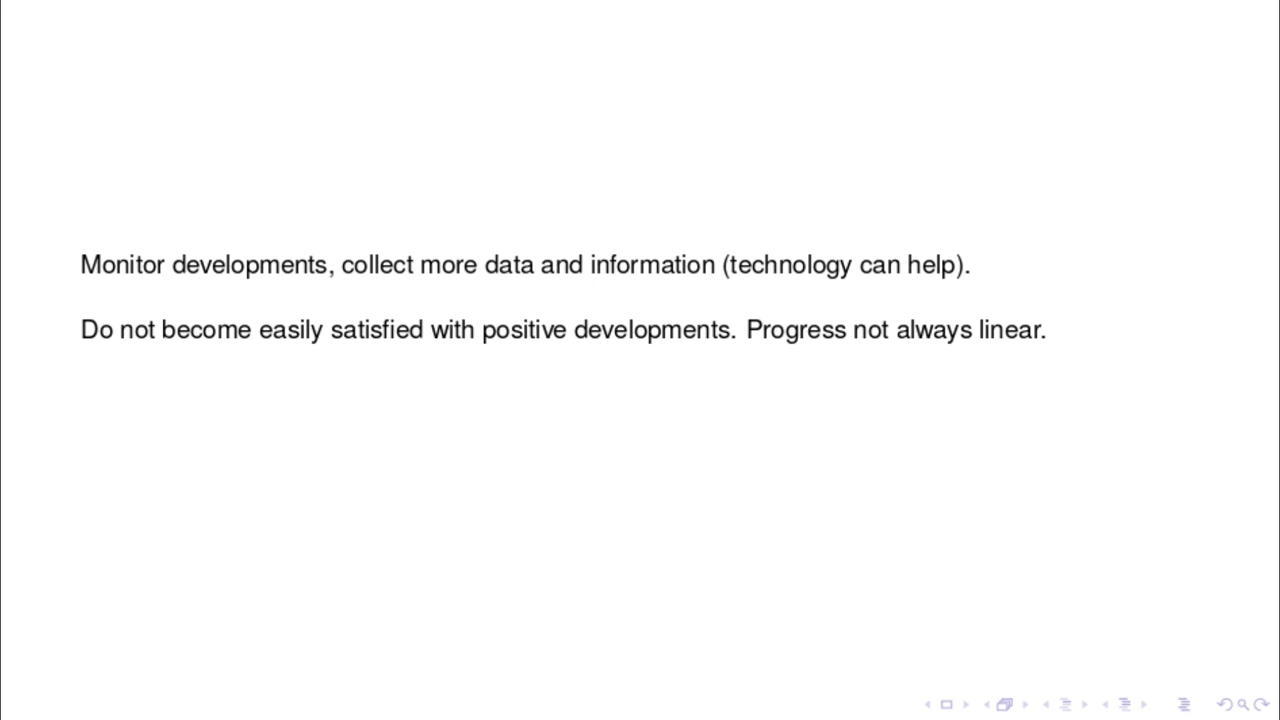 Monitor developments, collect more data and information (technology can help).
Do not become easily satisfied with positive developments. Progress not always linear.